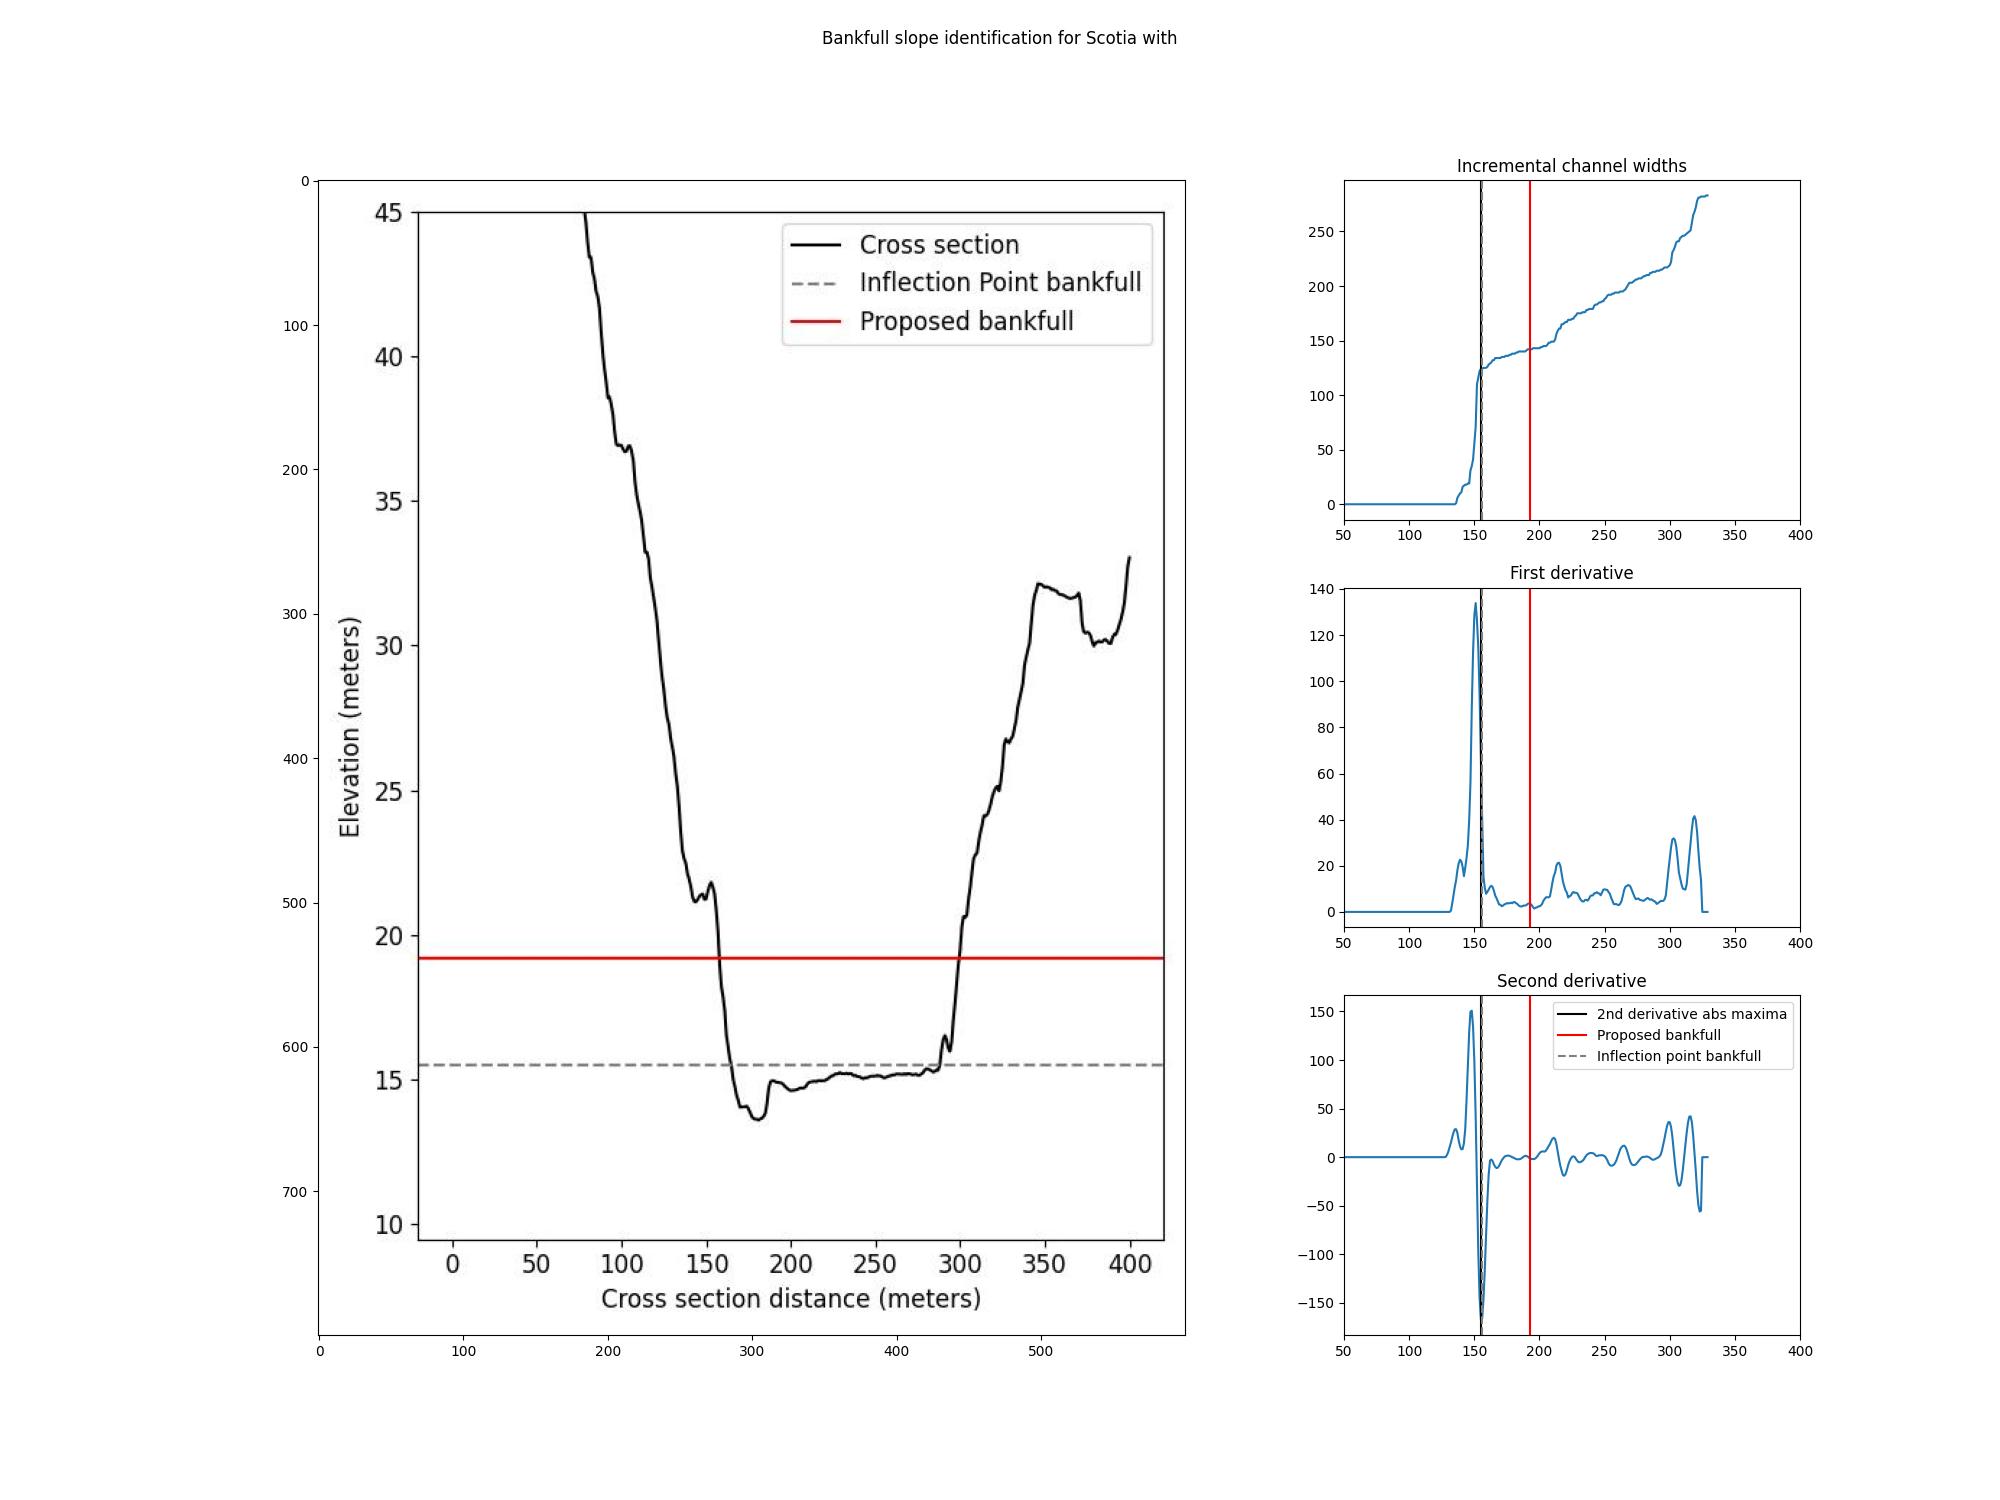 Bankfull slope identification for Scotia with
0
100
200
300
400
500
600
700
45
40
35
30
25
20
15
10
Elevation (meters)
Cross section
Inflection Point bankfull
Proposed bankfull
0 50 100 150 200 250 300 350 400
Cross section distance (meters)
0 100 200 300 400 500
Incremental channel widths
250
200
150
100
50
0
50 100 150 200 250 300 350 400
First derivative
140
120
100
80
60
40
20
0
50 100 150 200 250 300 350 400
Second derivative
150
100
50
0
−50
−100
−150
2nd derivative abs maxima
Proposed bankfull
Inflection point bankfull
50 100 150 200 250 300 350 400